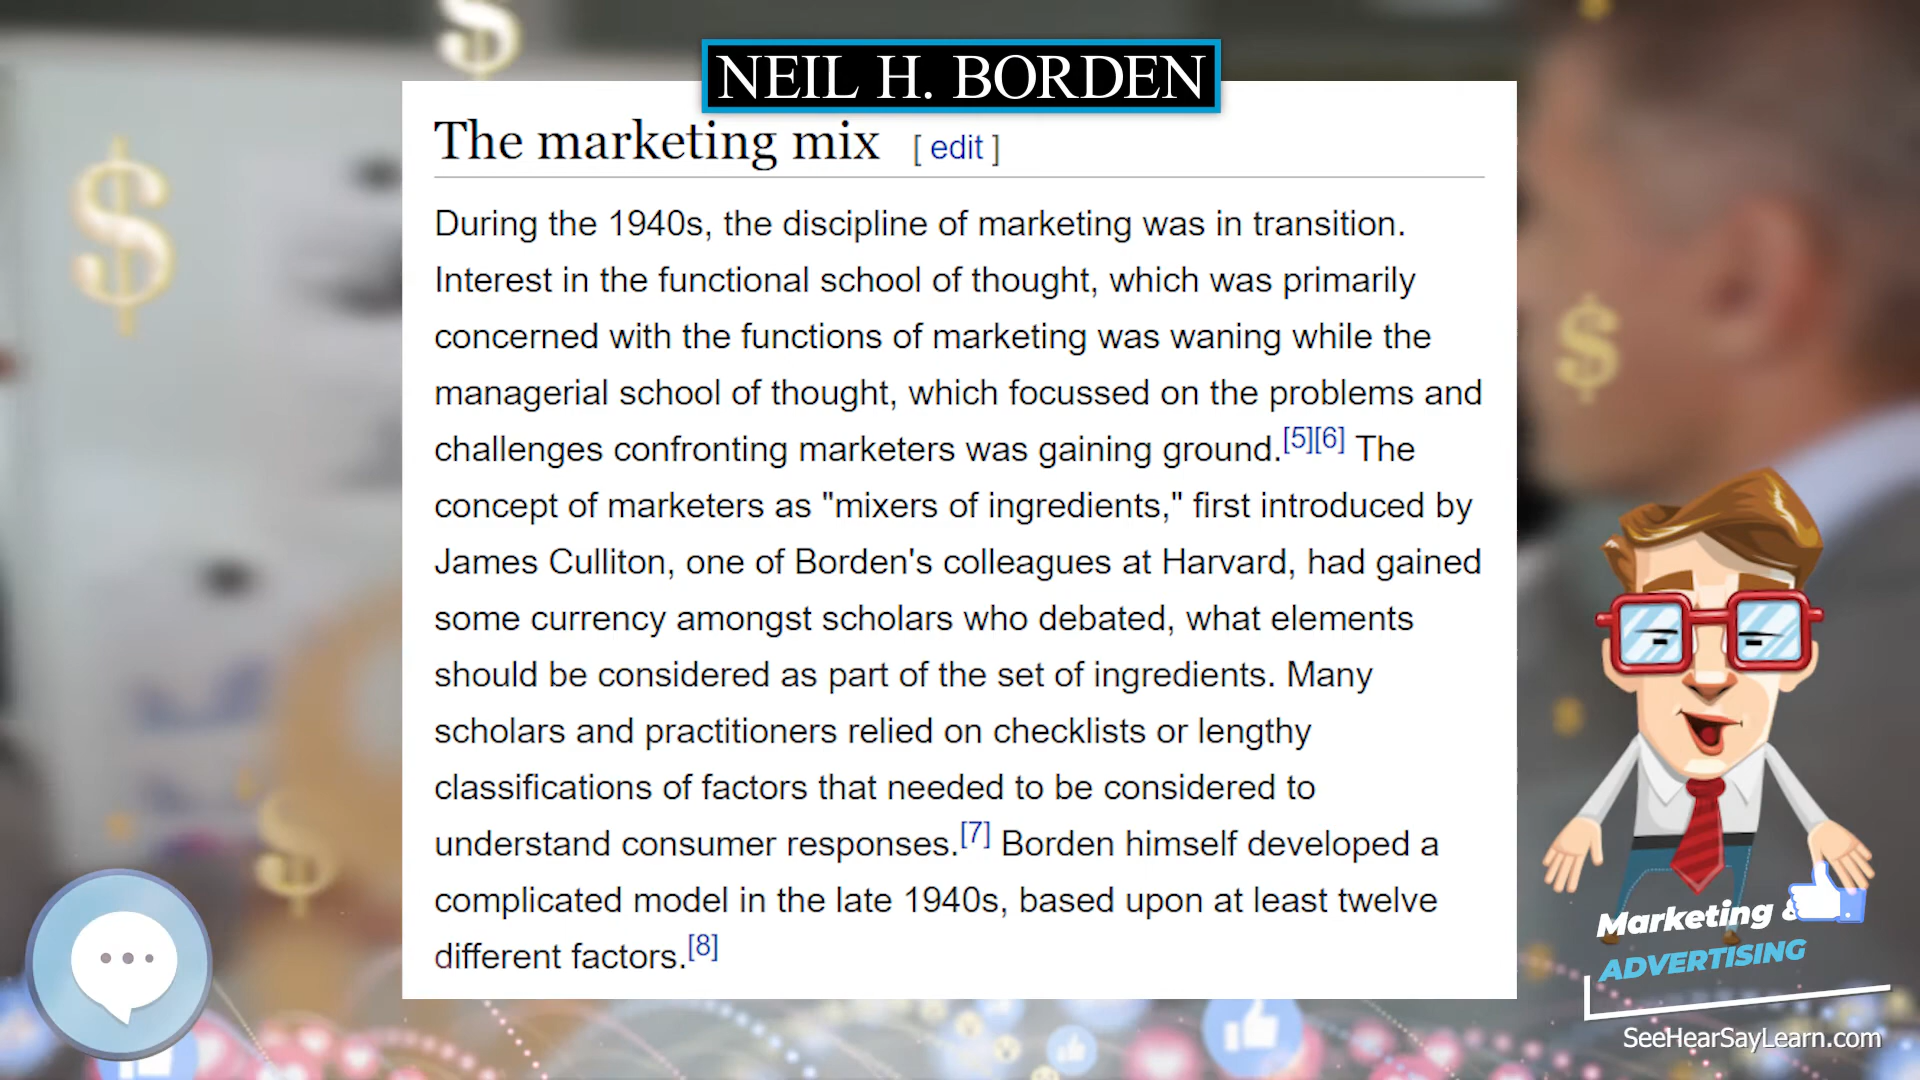 NEIL H. BORDEN
The marketing mix [ edit ]
During the 1940s, the discipline of marketing was in transition.
Interest in the functional school of thought, which was primarily
concerned with the functions of marketing was waning while the
managerial school of thought, which focussed on the problems and
challenges confronting marketers was gaining ground.[5][6] The
concept of marketers as "mixers of ingredients," first introduced by
James Culliton, one of Borden's colleagues at Harvard, had gained
some currency amongst scholars who debated, what elements
should be considered as part of the set of ingredients. Many
scholars and practitioners relied on checklists or lengthy
classifications of factors that needed to be considered to
understand consumer responses.[7] Borden himself developed a
complicated model in the late 1940s, based upon at least twelve
different factors.[8]
Marketing &
ADVERTISING
SeeHearSayLearn.com